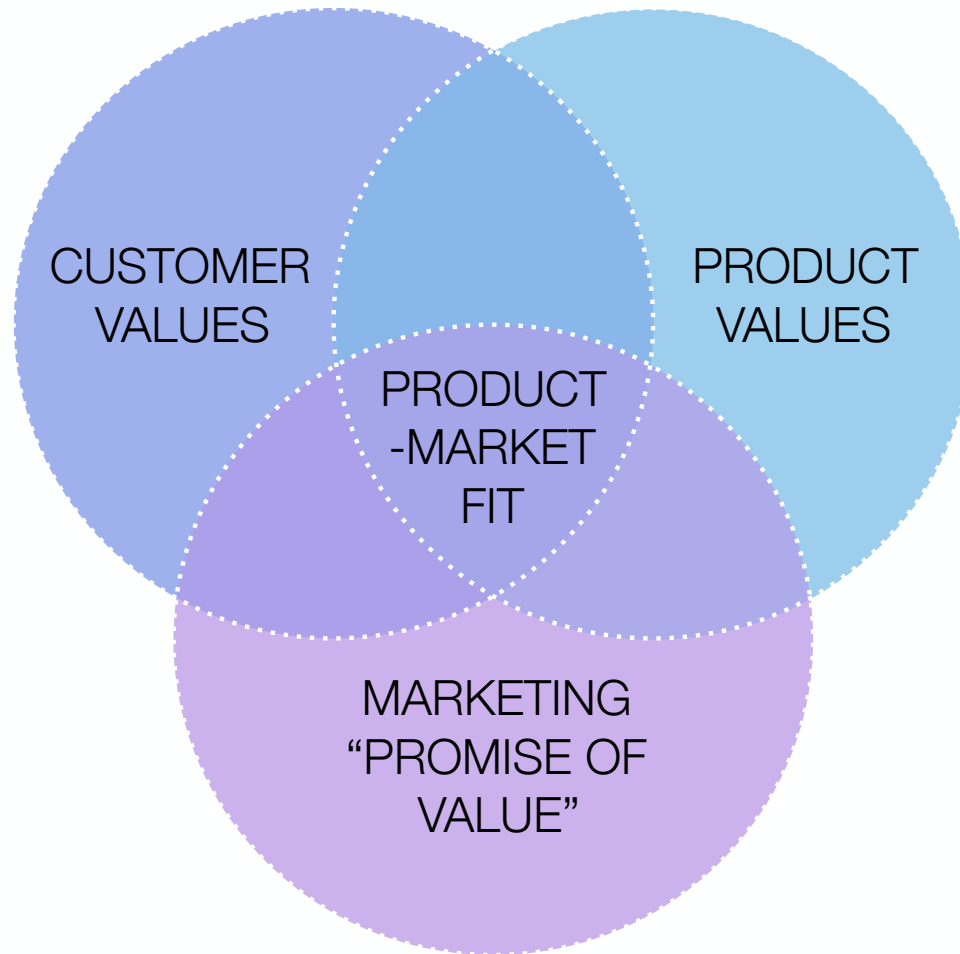 CUSTOMER
VALUES
PRODUCT
VALUES
PRODUCT
-MARKET
FIT
MARKETING
“PROMISE OF
VALUE”